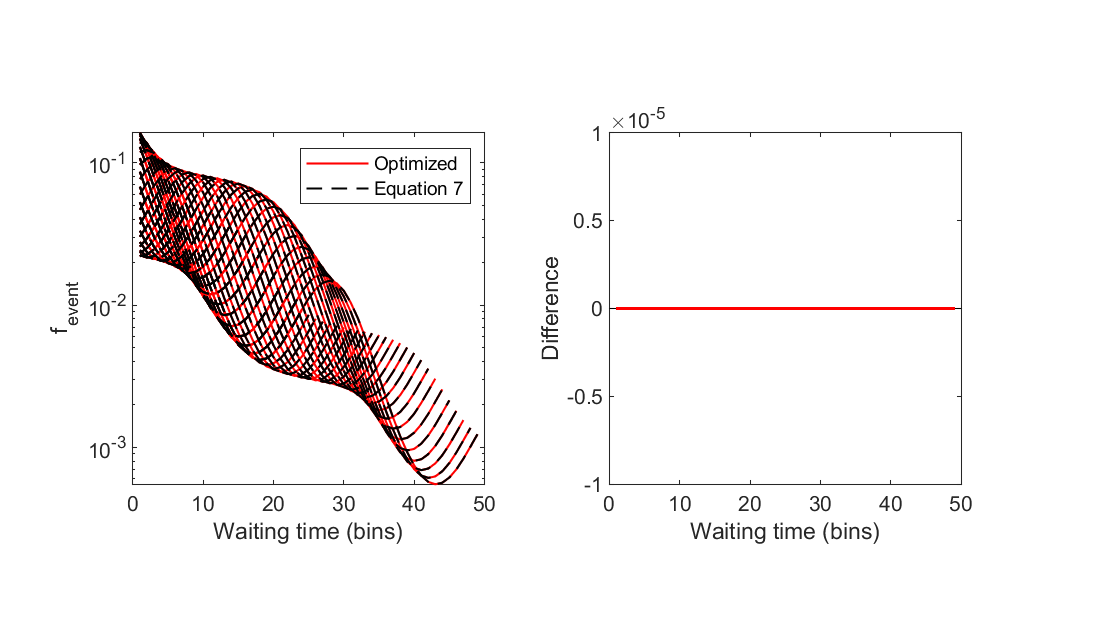 10-1
10-2
10-3
fevent
0 10 20 30 40 50
Waiting time (bins)
Optimized
Equation 7
×10-5
1
0.5
0
-0.5
-1
Difference
0 10 20 30 40 50
Waiting time (bins)